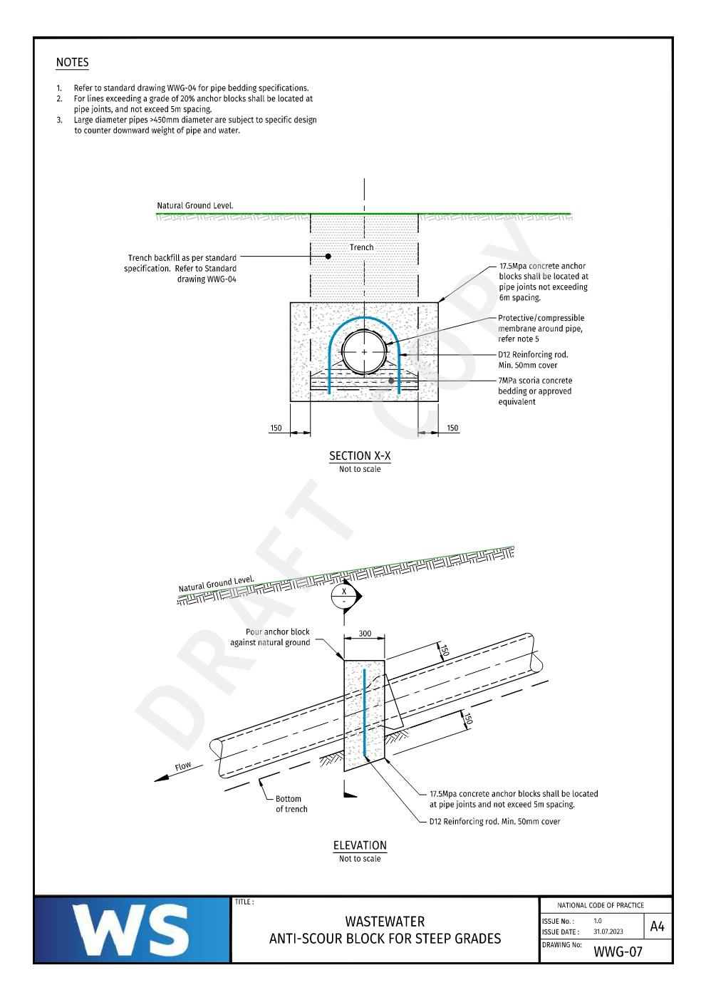 NOTES
1. Refer to standard drawing WWG-04 for pipe bedding specifications.
2. For lines exceeding a grade of 20% anchor blocks shall be located at
pipe joints, and not exceed 5m spacing.
3. Large diameter pipes >450mm diameter are subject to specific design
to counter downward weight of pipe and water.
Natural Ground Level.
Trench
Trench backfill as per standard
specification. Refer to Standard
drawing WWG-04
17.5Mpa concrete anchor
blocks shall be located at
pipe joints not exceeding
6m spacing.
Protective/compressible
membrane around pipe,
refer note 5
D12 Reinforcing rod.
Min. 50mm cover
7MPa scoria concrete
bedding or approved
equivalent
150
150
SECTION X-X
Not to scale
DRAFT COPY
Natural Ground Level.
X
-
Pour anchor block
against natural ground
300
150
150
Flow
Bottom
of trench
17.5Mpa concrete anchor blocks shall be located
at pipe joints and not exceed 5m spacing.
D12 Reinforcing rod. Min. 50mm cover
ELEVATION
Not to scale
WS
TITLE :
WASTEWATER
ANTI-SCOUR BLOCK FOR STEEP GRADES
NATIONAL CODE OF PRACTICE
ISSUE No. : 1.0
ISSUE DATE : 31.07.2023
A4
DRAWING No: WWG-07